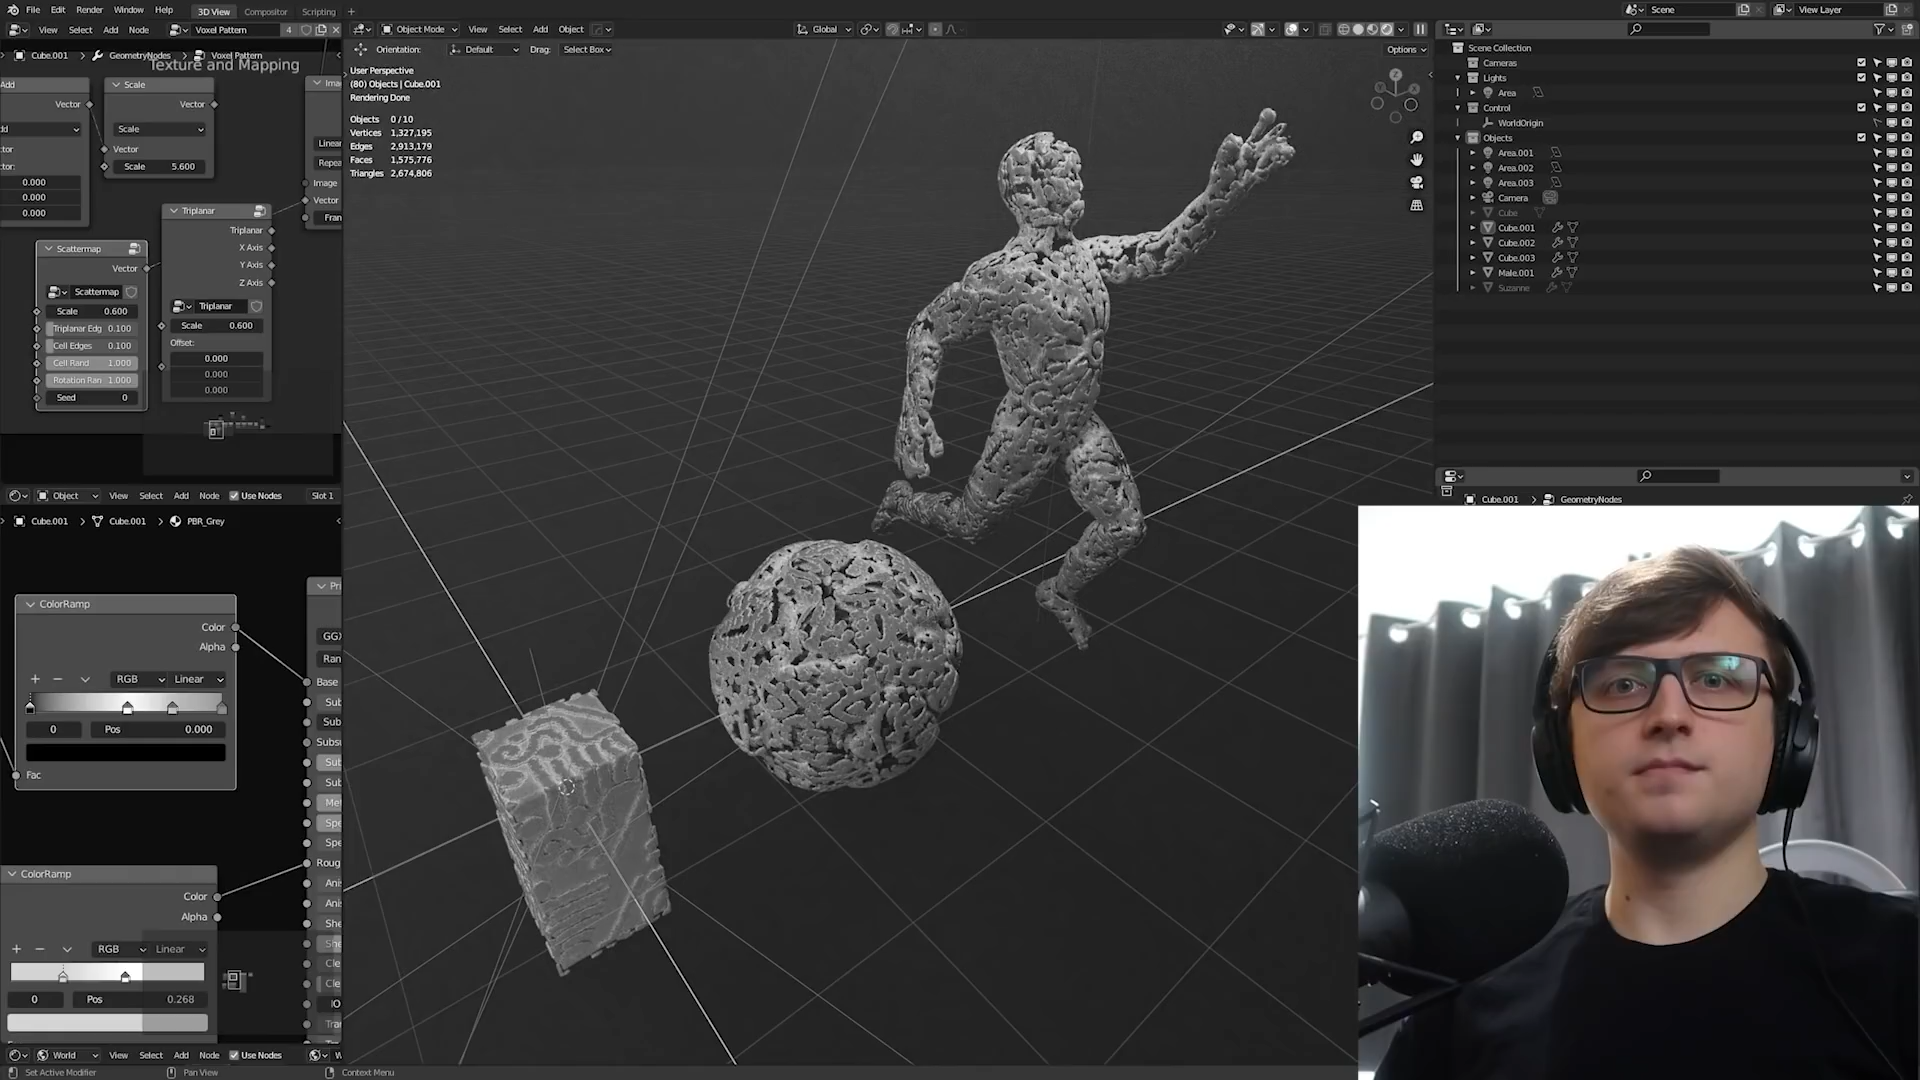 File Edit Render Window Help 3D View Compositor Scripting + Scene View Layer
View Select Add Node Voxel Pattern 4 Object Mode View Select Add Object Global
Cube.001 GeometryNodes Voxel Pattern Orientation: Default Drag: Select Box Options
Texture and Mapping
Add
Vector
Scale
Vector
Scale
Vector
Scale 5.600
0.000
0.000
0.000
Linear
Image
Vector
Scattermap
Vector
Scattermap
Scale 0.600
Triplanar Edg 0.100
Cell Edges 0.100
Cell Rand 1.000
Rotation Ran 1.000
Seed 0
Triplanar
Triplanar
X Axis
Y Axis
Z Axis
Triplanar
Scale 0.600
Offset:
0.000
0.000
0.000
Object View Select Add Node Use Nodes Slot 1
Cube.001 Cube.001 PBR_Grey
ColorRamp
Color
Alpha
+ − RGB Linear
0 Pos 0.000
Fac
Base
ColorRamp
Color
Alpha
+ − RGB Linear
0 Pos 0.268
World View Select Add Node Use Nodes
Set Active Modifier Pan View Context Menu
User Perspective
(80) Objects | Cube.001
Rendering Done
Objects 0 / 10
Vertices 1,327,195
Edges 2,913,179
Faces 1,575,776
Triangles 2,674,806
Scene Collection
Cameras
Lights
Area
Control
WorldOrigin
Objects
Area.001
Area.002
Area.003
Camera
Cube
Cube.001
Cube.002
Cube.003
Male.001
Suzanne
Cube.001 GeometryNodes